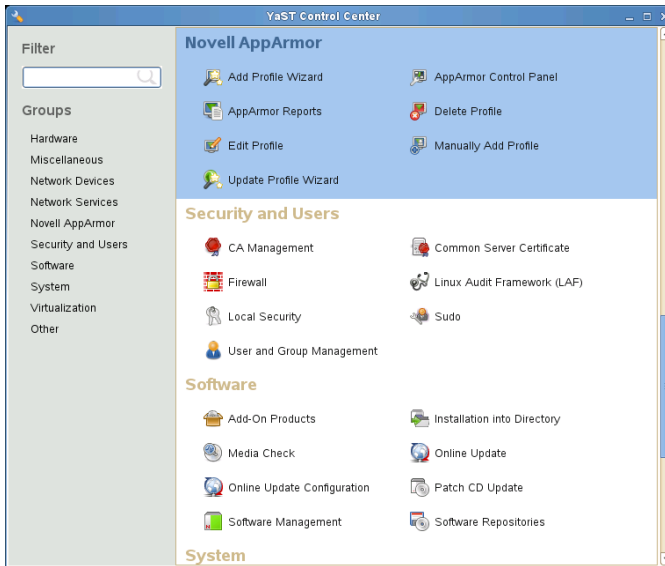 YaST Control Center
Filter
Groups
Hardware
Miscellaneous
Network Devices
Network Services
Novell AppArmor
Security and Users
Software
System
Virtualization
Other
Novell AppArmor
Add Profile Wizard
AppArmor Control Panel
AppArmor Reports
Delete Profile
Edit Profile
Manually Add Profile
Update Profile Wizard
Security and Users
CA Management
Common Server Certificate
Firewall
Linux Audit Framework (LAF)
Local Security
Sudo
User and Group Management
Software
Add-On Products
Installation into Directory
Media Check
Online Update
Online Update Configuration
Patch CD Update
Software Management
Software Repositories
System